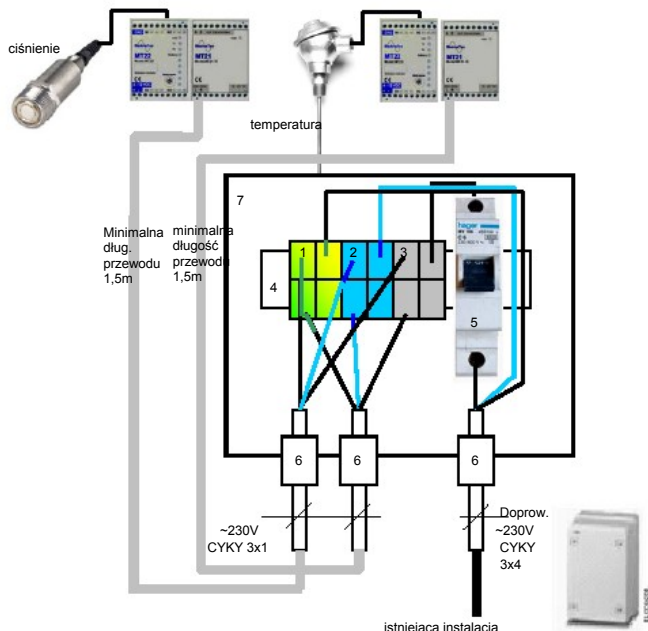 ciśnienie
MT22
MT21
MT22
MT21
temperatura
7
Minimalna
dług.
przewodu
1,5m
minimalna
długość
przewodu
1,5m
1
2
3
4
hager
5
6
6
6
~230V
CYKY 3x1
Doprow.
~230V
CYKY
3x4
istniejąca instalacja